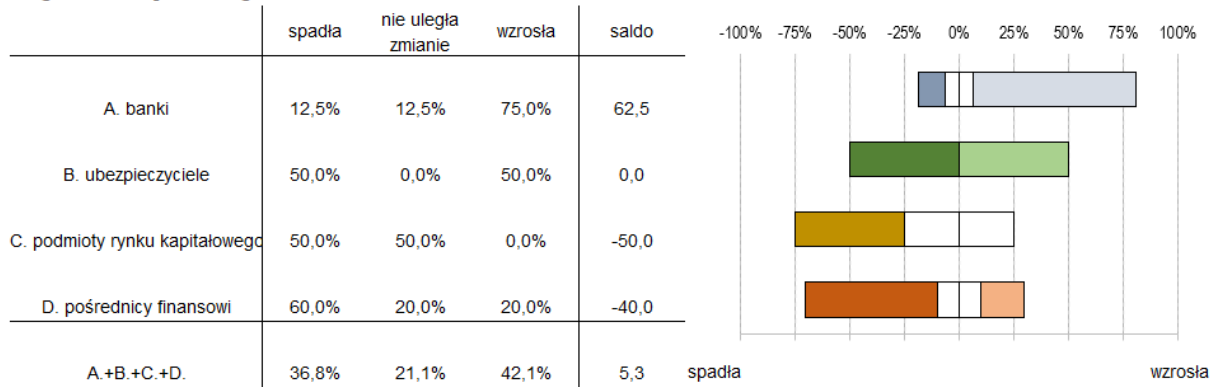 spadła nie uległa zmianie wzrosła saldo
-100% -75% -50% -25% 0% 25% 50% 75% 100%
A. banki 12,5% 12,5% 75,0% 62,5
B. ubezpieczyciele 50,0% 0,0% 50,0% 0,0
C. podmioty rynku kapitałowego 50,0% 50,0% 0,0% -50,0
D. pośrednicy finansowi 60,0% 20,0% 20,0% -40,0
A.+B.+C.+D. 36,8% 21,1% 42,1% 5,3
spadła wzrosła